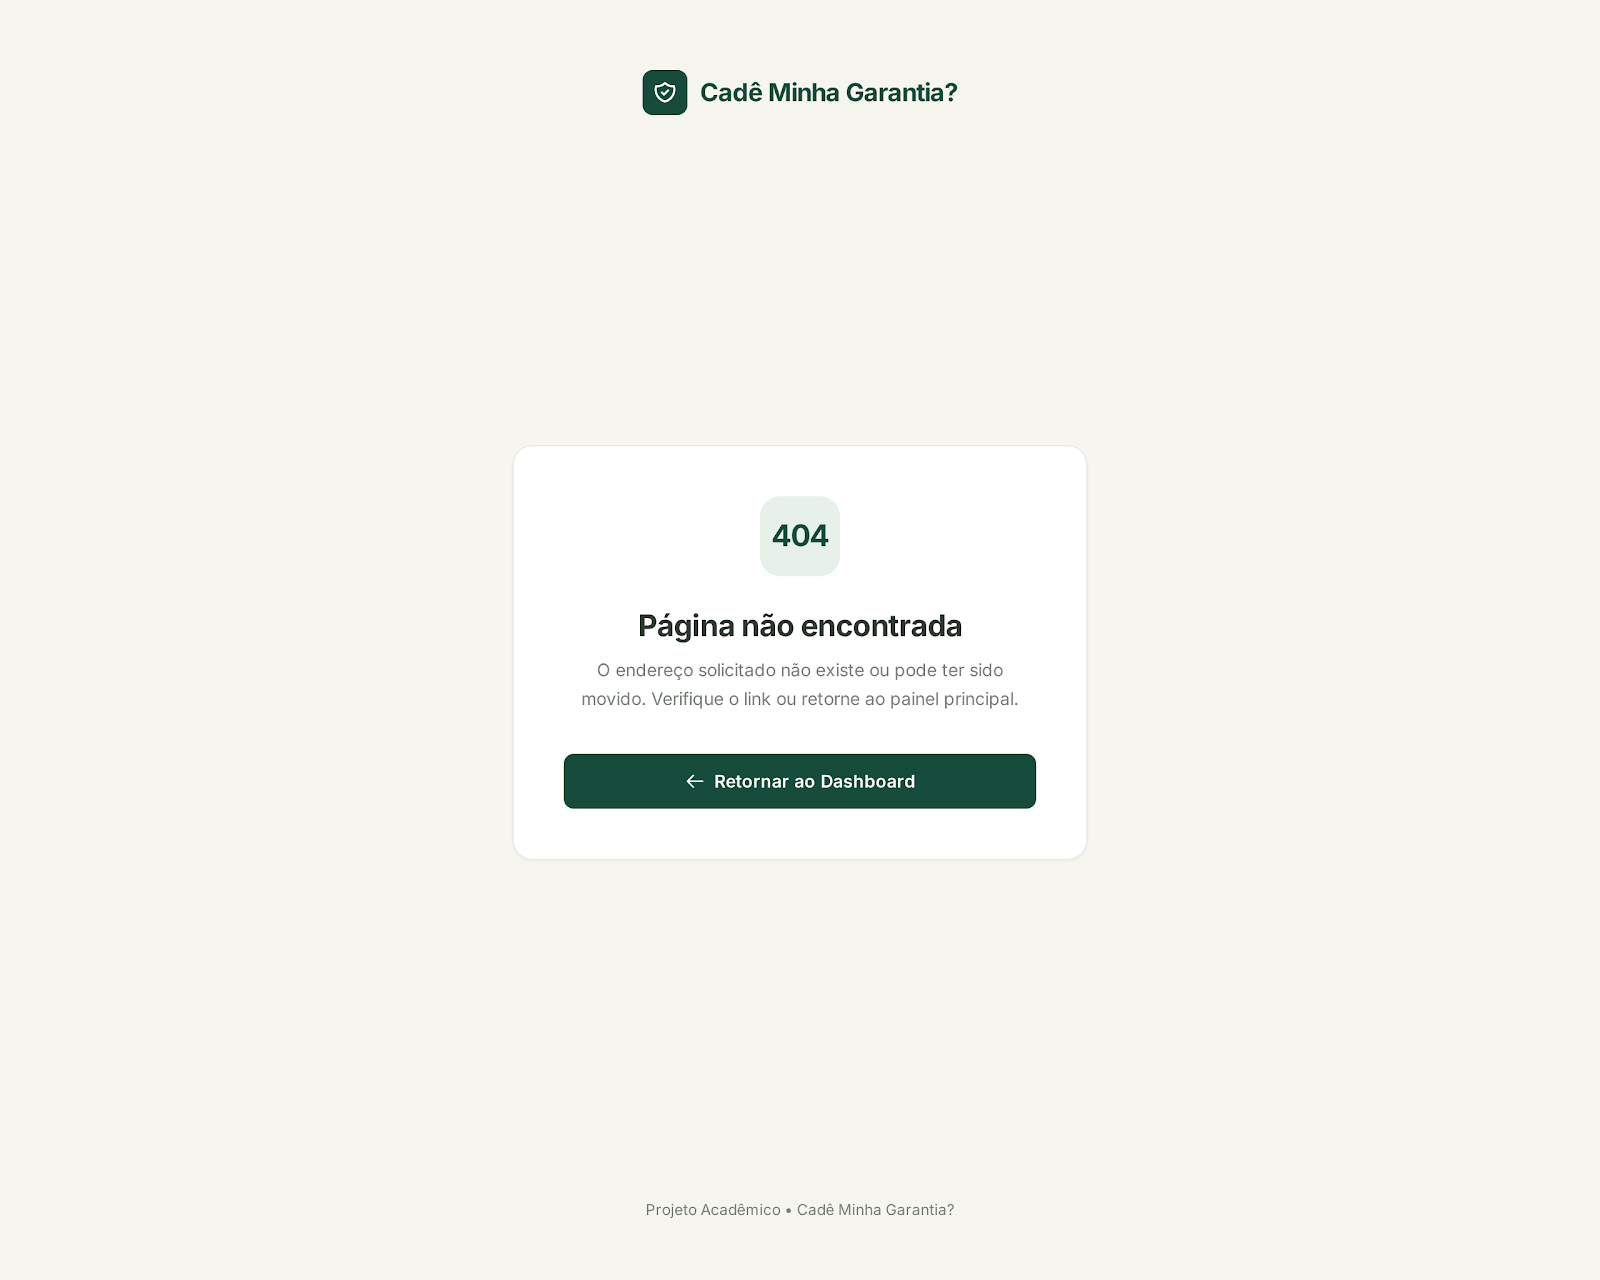 Cadê Minha Garantia?
404
Página não encontrada
O endereço solicitado não existe ou pode ter sido
movido. Verifique o link ou retorne ao painel principal.
← Retornar ao Dashboard
Projeto Acadêmico • Cadê Minha Garantia?